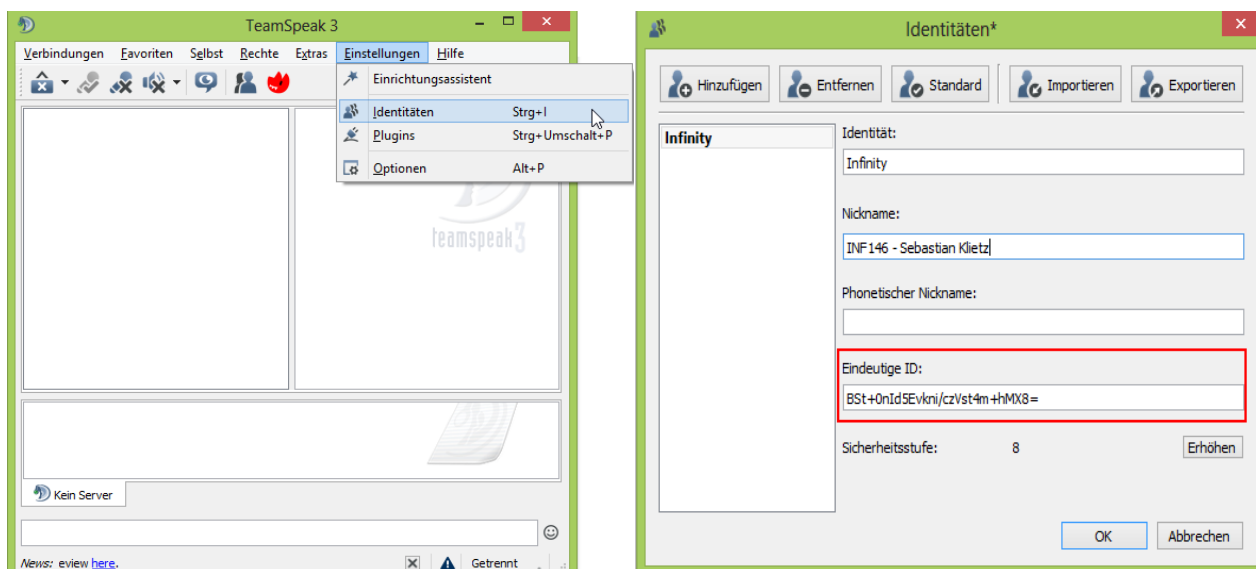 TeamSpeak 3
Verbindungen Favoriten Selbst Rechte Extras Einstellungen Hilfe
Einrichtungsassistent
Identitäten Strg+I
Plugins Strg+Umschalt+P
Optionen Alt+P
teamspeak3
Kein Server
News: eview here.
Getrennt
Identitäten*
Hinzufügen Entfernen Standard Importieren Exportieren
Infinity
Identität:
Infinity
Nickname:
INF146 - Sebastian Klietz
Phonetischer Nickname:
Eindeutige ID:
BSt+0nId5Evkni/czVst4m+hMX8=
Sicherheitsstufe: 8 Erhöhen
OK Abbrechen